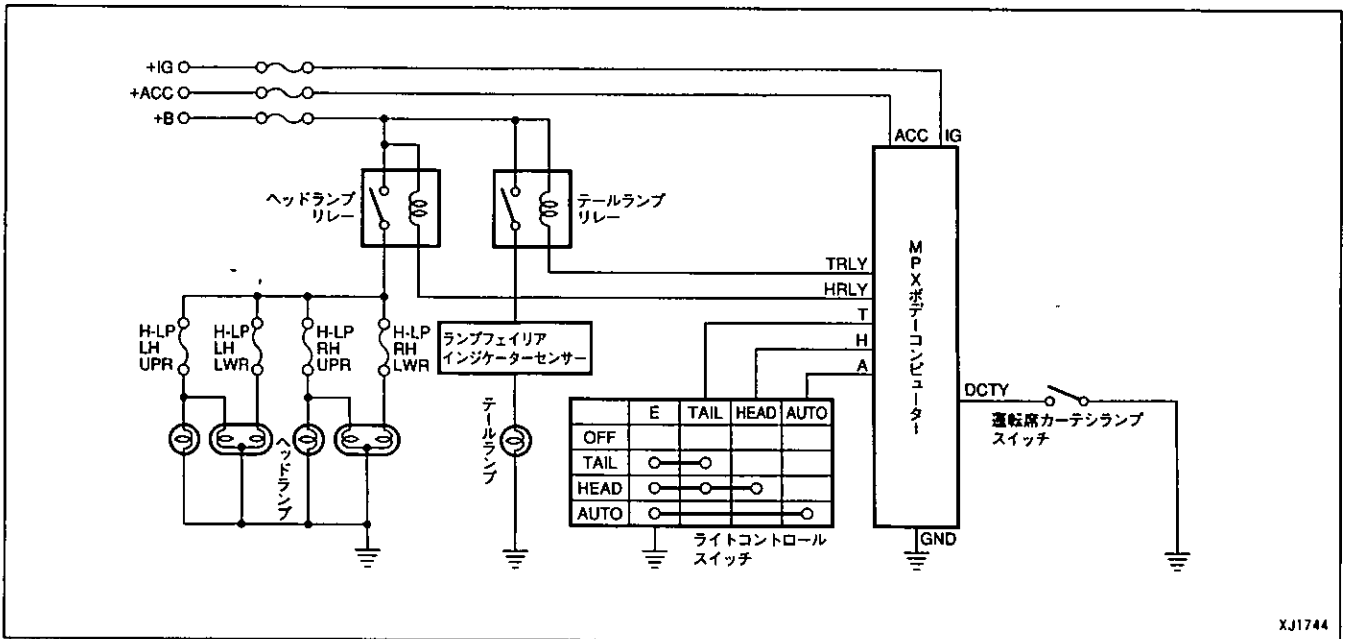 +IG
+ACC
+B
ACC IG
ヘッドランプ
リレー
テールランプ
リレー
MPXボデーコンピューター
TRLY
HRLY
T
H
A
H-LP
LH
UPR
H-LP
LH
LWR
H-LP
RH
UPR
H-LP
RH
LWR
ランプフェイリア
インジケーターセンサー
DCTY
運転席カーテシランプ
スイッチ
ヘッドランプ
テールランプ
E TAIL HEAD AUTO
OFF
TAIL
HEAD
AUTO
ライトコントロール
スイッチ
GND
XJ1744